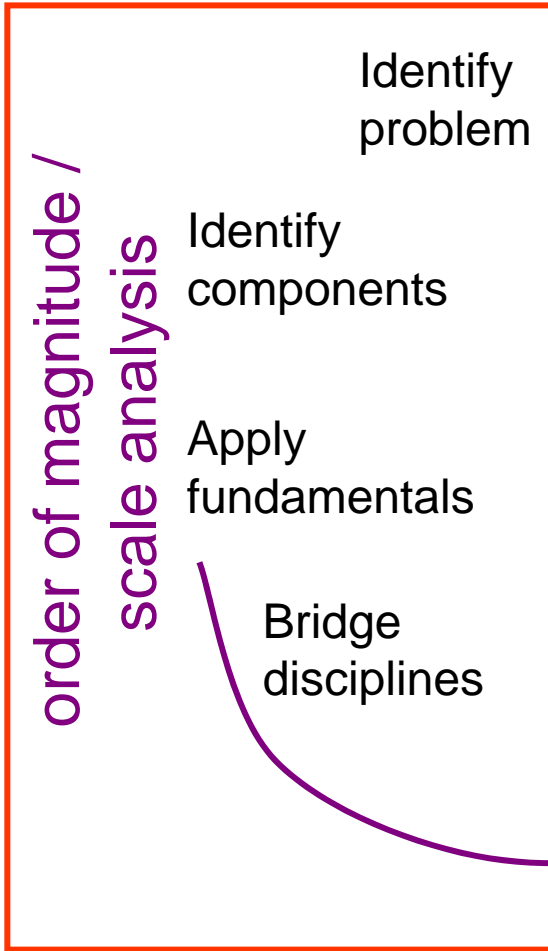 order of magnitude /
scale analysis
Identify
problem
Identify
components
Apply
fundamentals
Bridge
disciplines